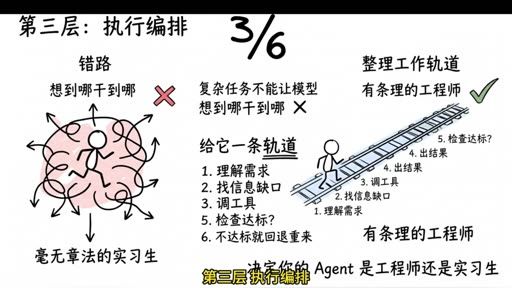 第三层：执行编排
3/6
错路
想到哪干到哪
毫无章法的实习生
复杂任务不能让模型
想到哪干到哪
给它一条轨道
1. 理解需求
2. 找信息缺口
3. 调工具
5. 检查达标?
6. 不达标就回退重来
整理工作轨道
有条理的工程师
5. 检查达标?
4. 出结果
4. 出结果
3. 调工具
2. 找信息缺口
1. 理解需求
有条理的工程师
决定你的 Agent 是工程师还是实习生
第三层 执行编排